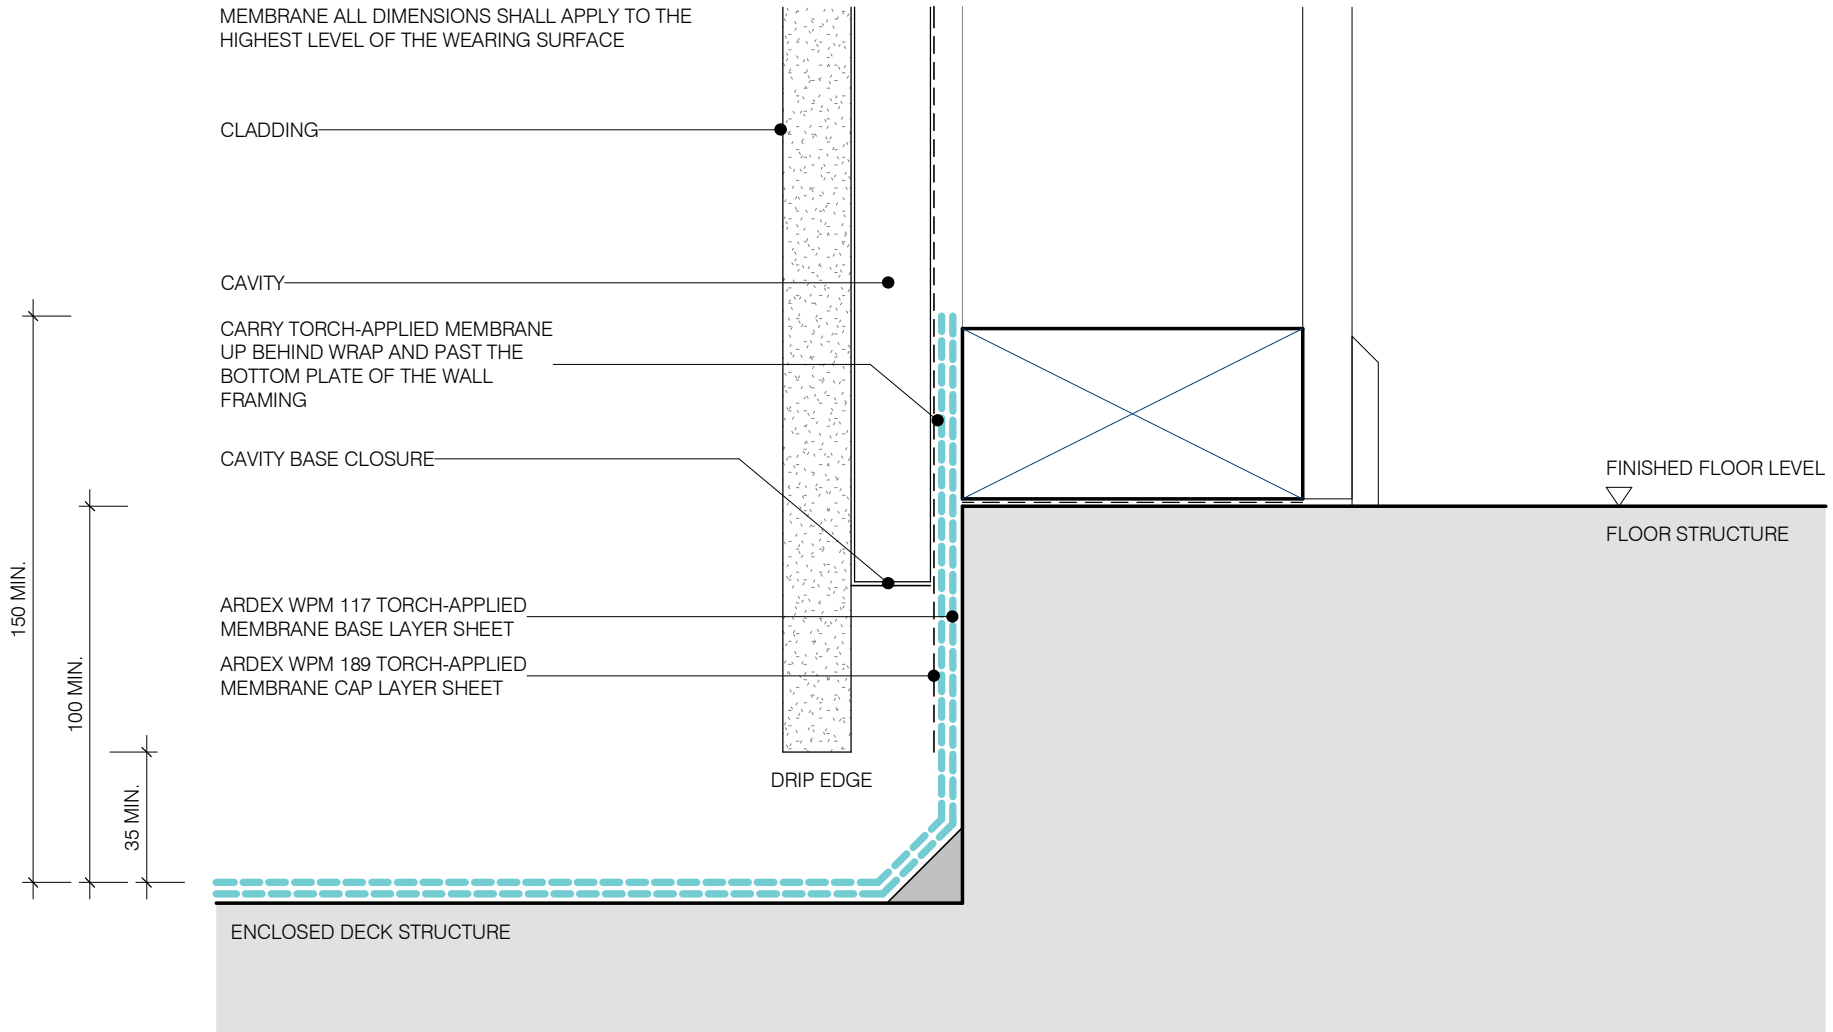 MEMBRANE ALL DIMENSIONS SHALL APPLY TO THE
HIGHEST LEVEL OF THE WEARING SURFACE
CLADDING
CAVITY
CARRY TORCH-APPLIED MEMBRANE
UP BEHIND WRAP AND PAST THE
BOTTOM PLATE OF THE WALL
FRAMING
CAVITY BASE CLOSURE
FINISHED FLOOR LEVEL
FLOOR STRUCTURE
150 MIN.
100 MIN.
35 MIN.
ARDEX WPM 117 TORCH-APPLIED
MEMBRANE BASE LAYER SHEET
ARDEX WPM 189 TORCH-APPLIED
MEMBRANE CAP LAYER SHEET
DRIP EDGE
ENCLOSED DECK STRUCTURE